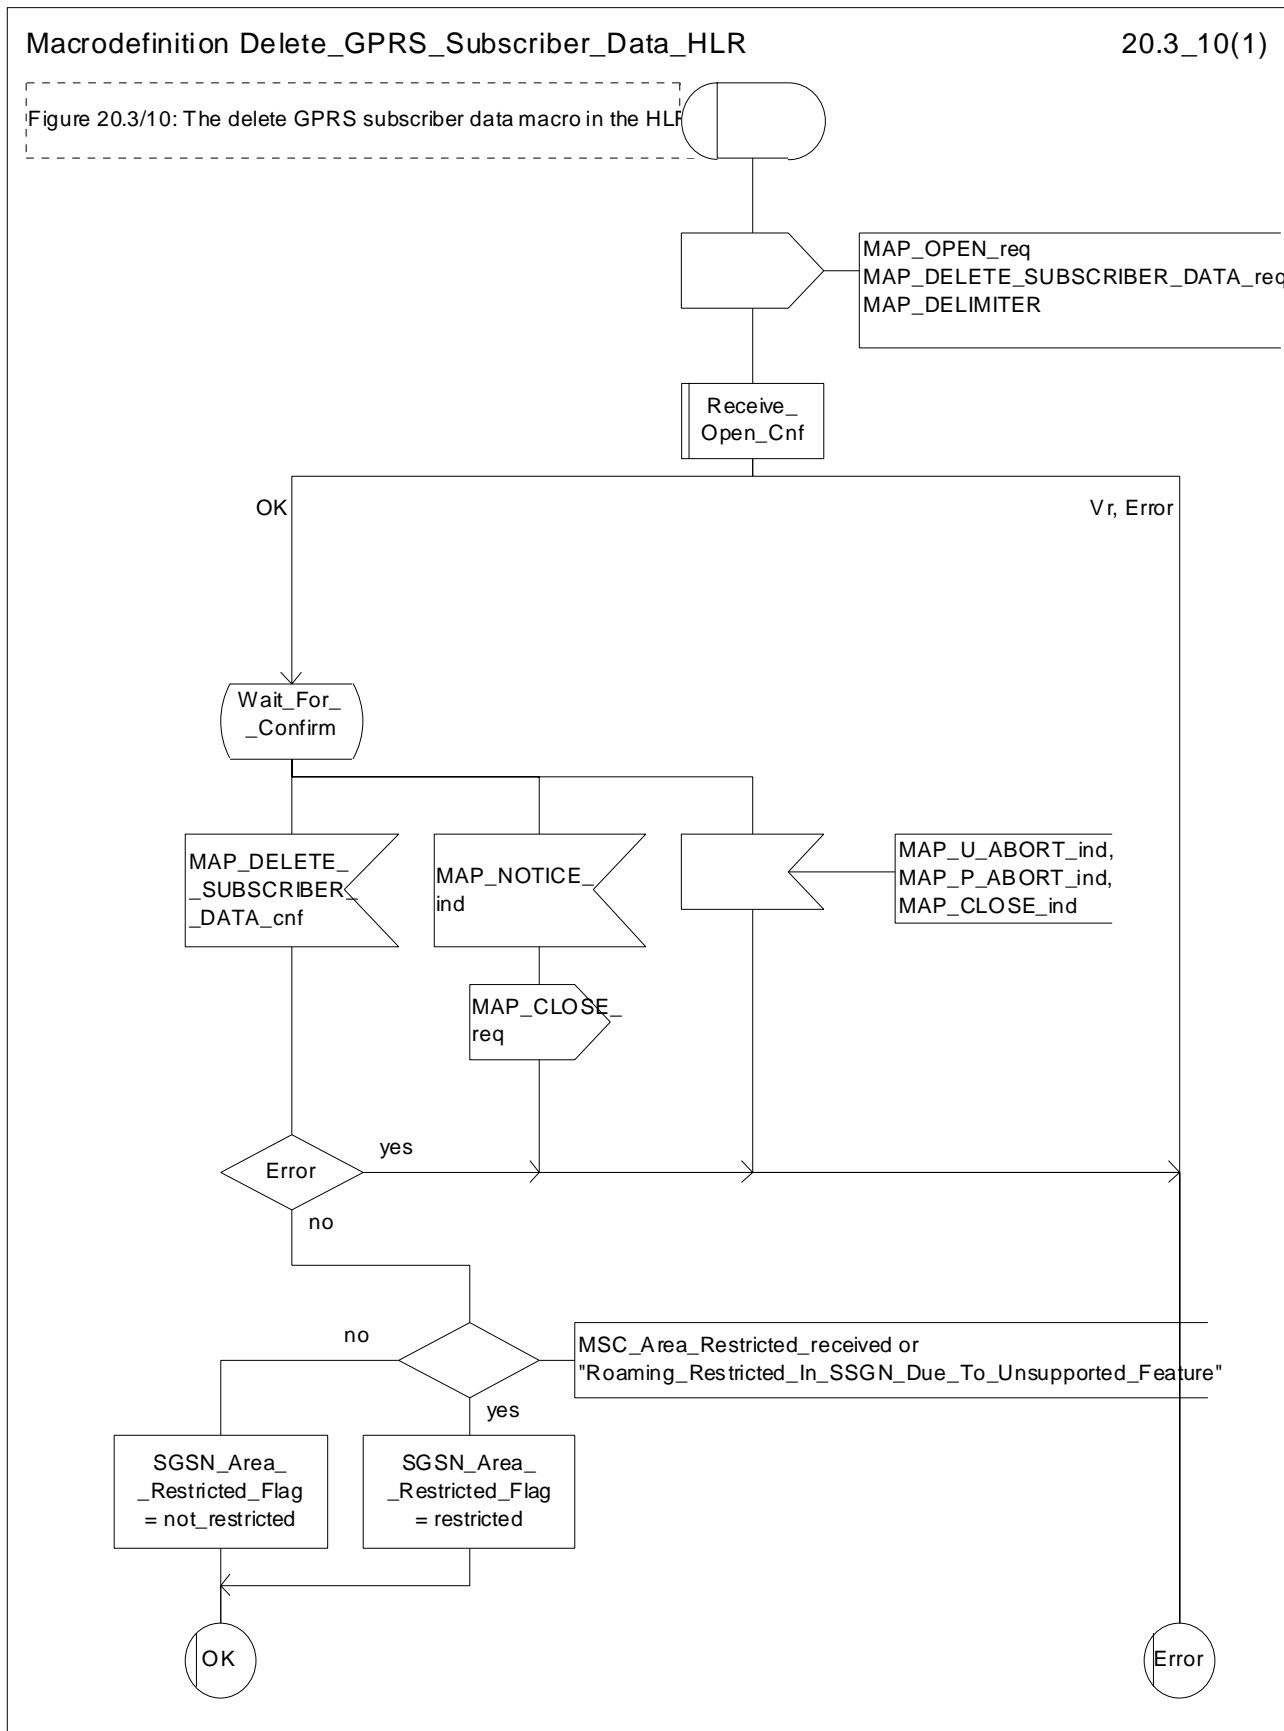 Macrodefinition Delete_GPRS_Subscriber_Data_HLR
20.3_10(1)
Figure 20.3/10: The delete GPRS subscriber data macro in the HLR
MAP_OPEN_req
MAP_DELETE_SUBSCRIBER_DATA_req
MAP_DELIMITER
Receive_
Open_Cnf
OK
Vr, Error
Wait_For_
_Confirm
MAP_DELETE_
_SUBSCRIBER_
_DATA_cnf
MAP_NOTICE_
ind
MAP_U_ABORT_ind,
MAP_P_ABORT_ind,
MAP_CLOSE_ind
MAP_CLOSE_
req
Error
yes
no
no
MSC_Area_Restricted_received or
"Roaming_Restricted_In_SSGN_Due_To_Unsupported_Feature"
yes
SGSN_Area_
_Restricted_Flag
= not_restricted
SGSN_Area_
_Restricted_Flag
= restricted
OK
Error